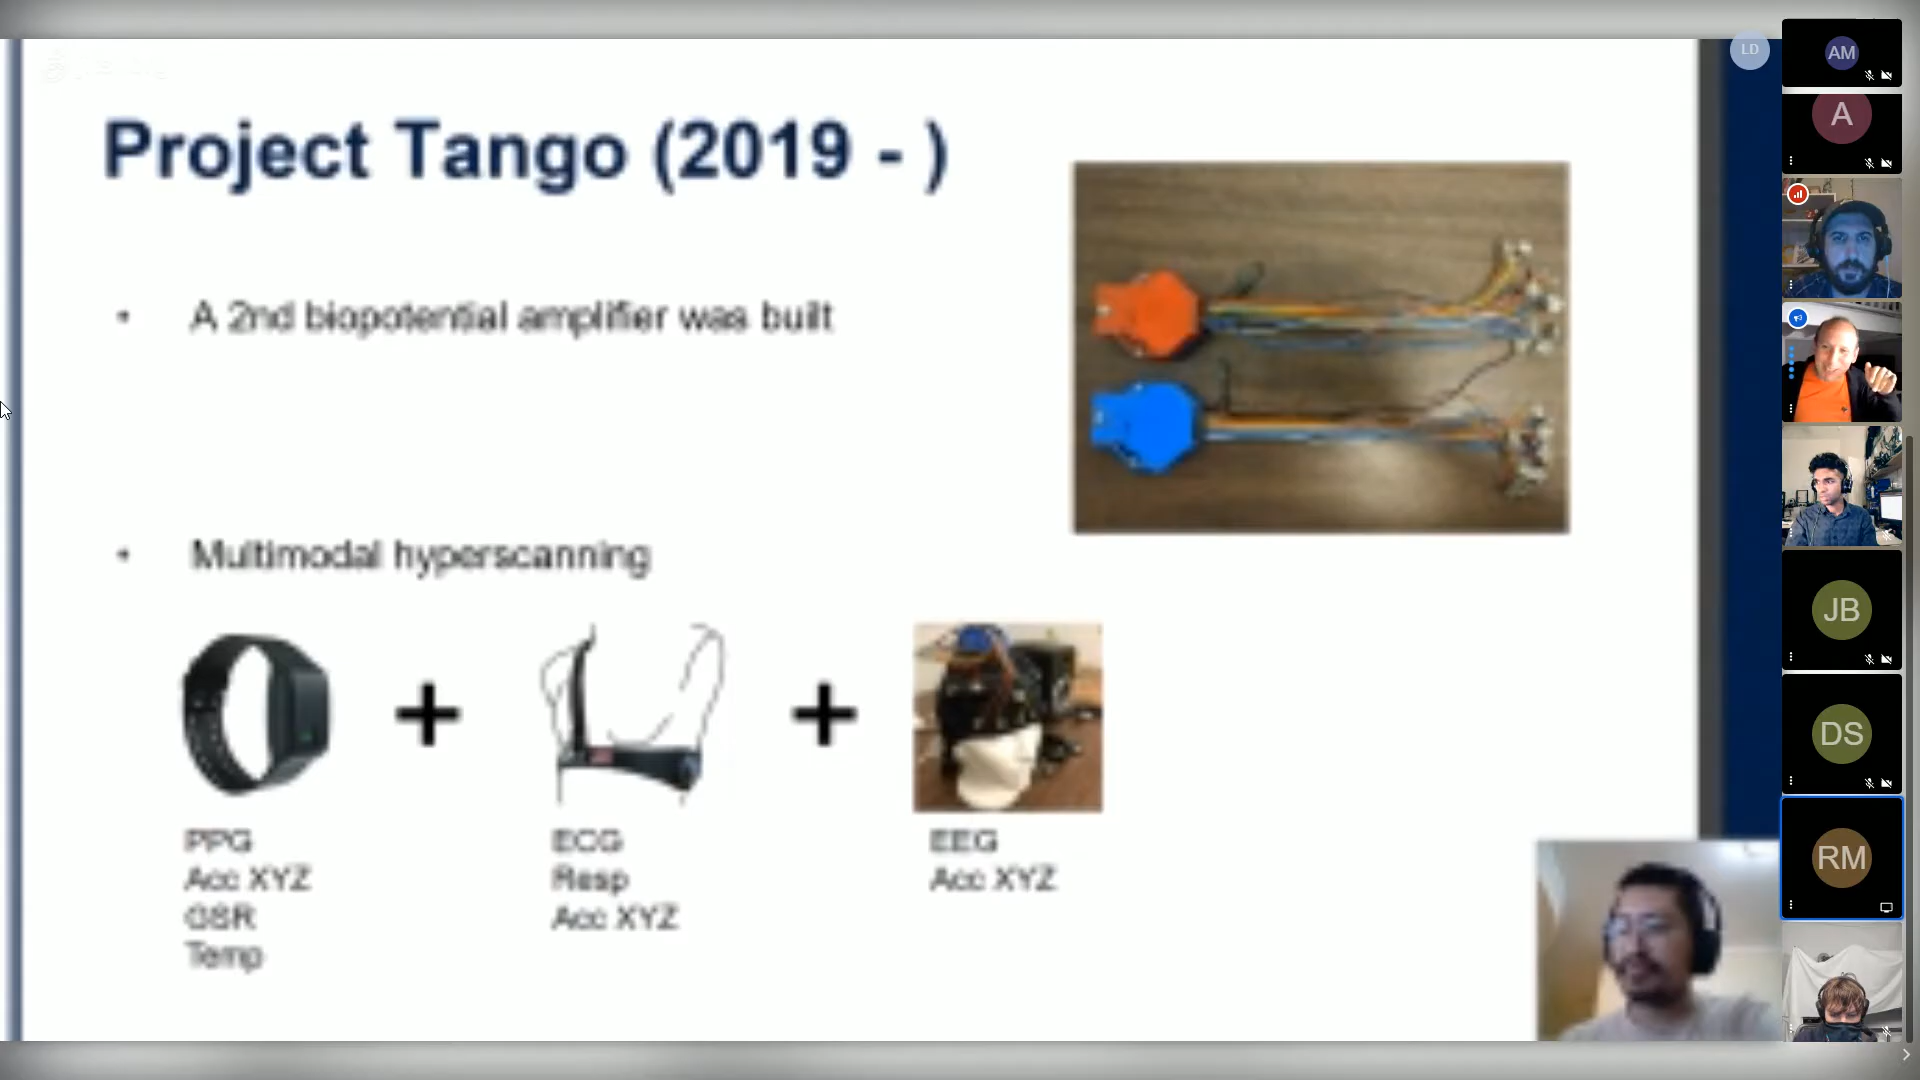 Project Tango (2019 - )
• A 2nd biopotential amplifier was built
• Multimodal hyperscanning
+
+
PPG
Acc XYZ
GSR
Temp
ECG
Resp
Acc XYZ
EEG
Acc XYZ
LD
AM
A
JB
DS
RM